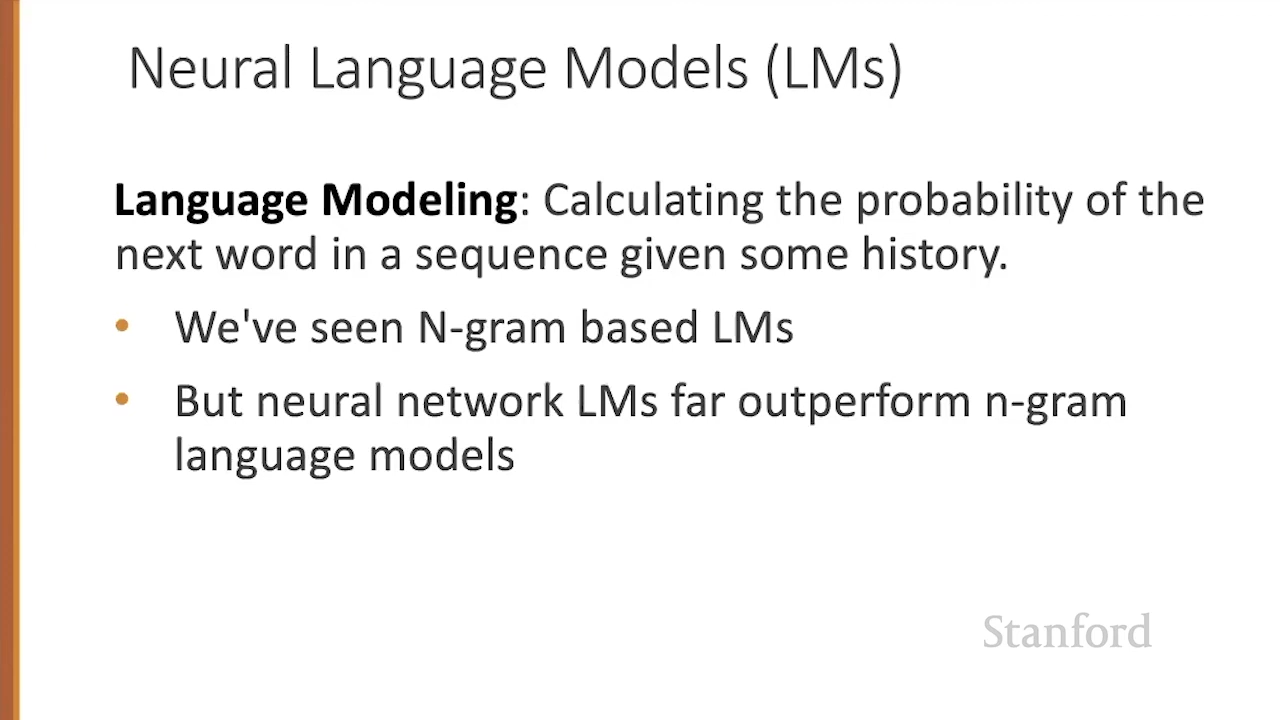 Neural Language Models (LMs)
Language Modeling: Calculating the probability of the
next word in a sequence given some history.
• We've seen N-gram based LMs
• But neural network LMs far outperform n-gram
language models
Stanford